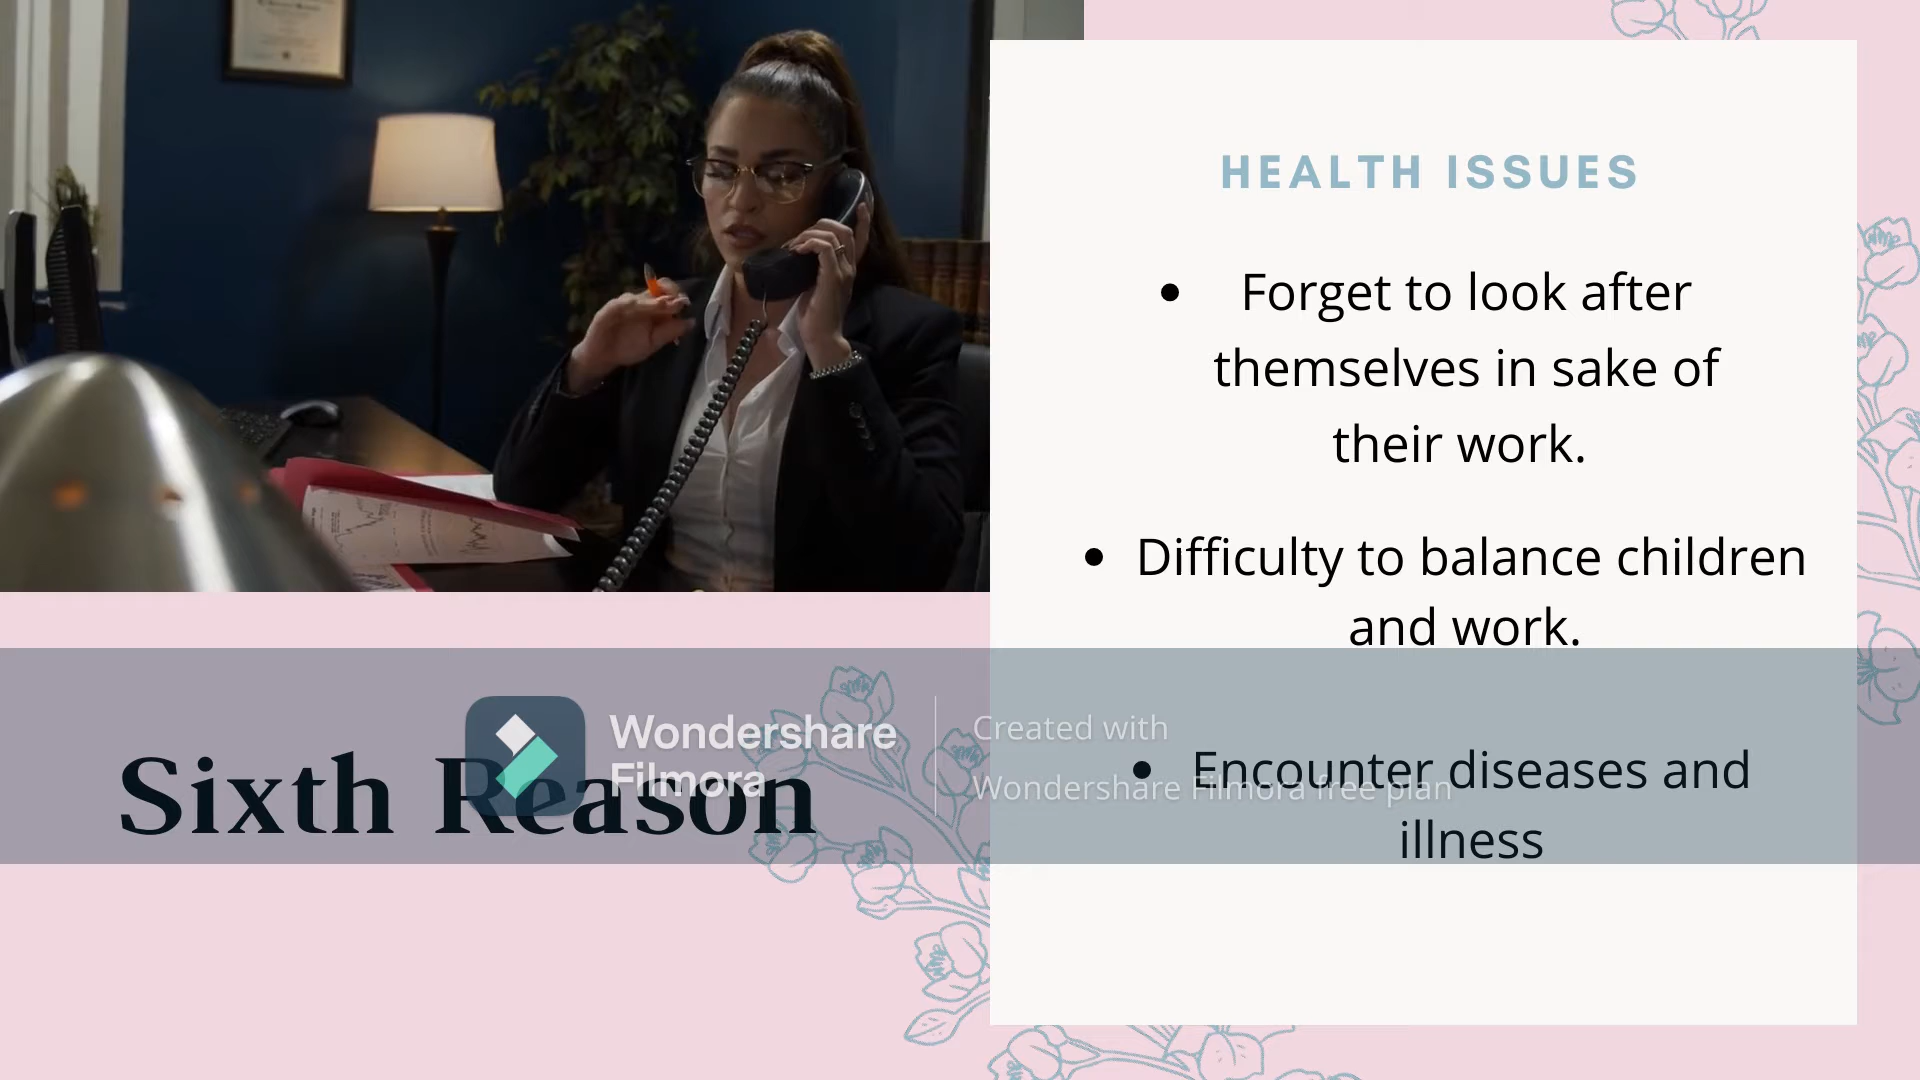 HEALTH ISSUES
• Forget to look after
themselves in sake of
their work.
• Difficulty to balance children
and work.
• Encounter diseases and
illness
Sixth Reason
Wondershare
Filmora
Created with
Wondershare Filmora free plan